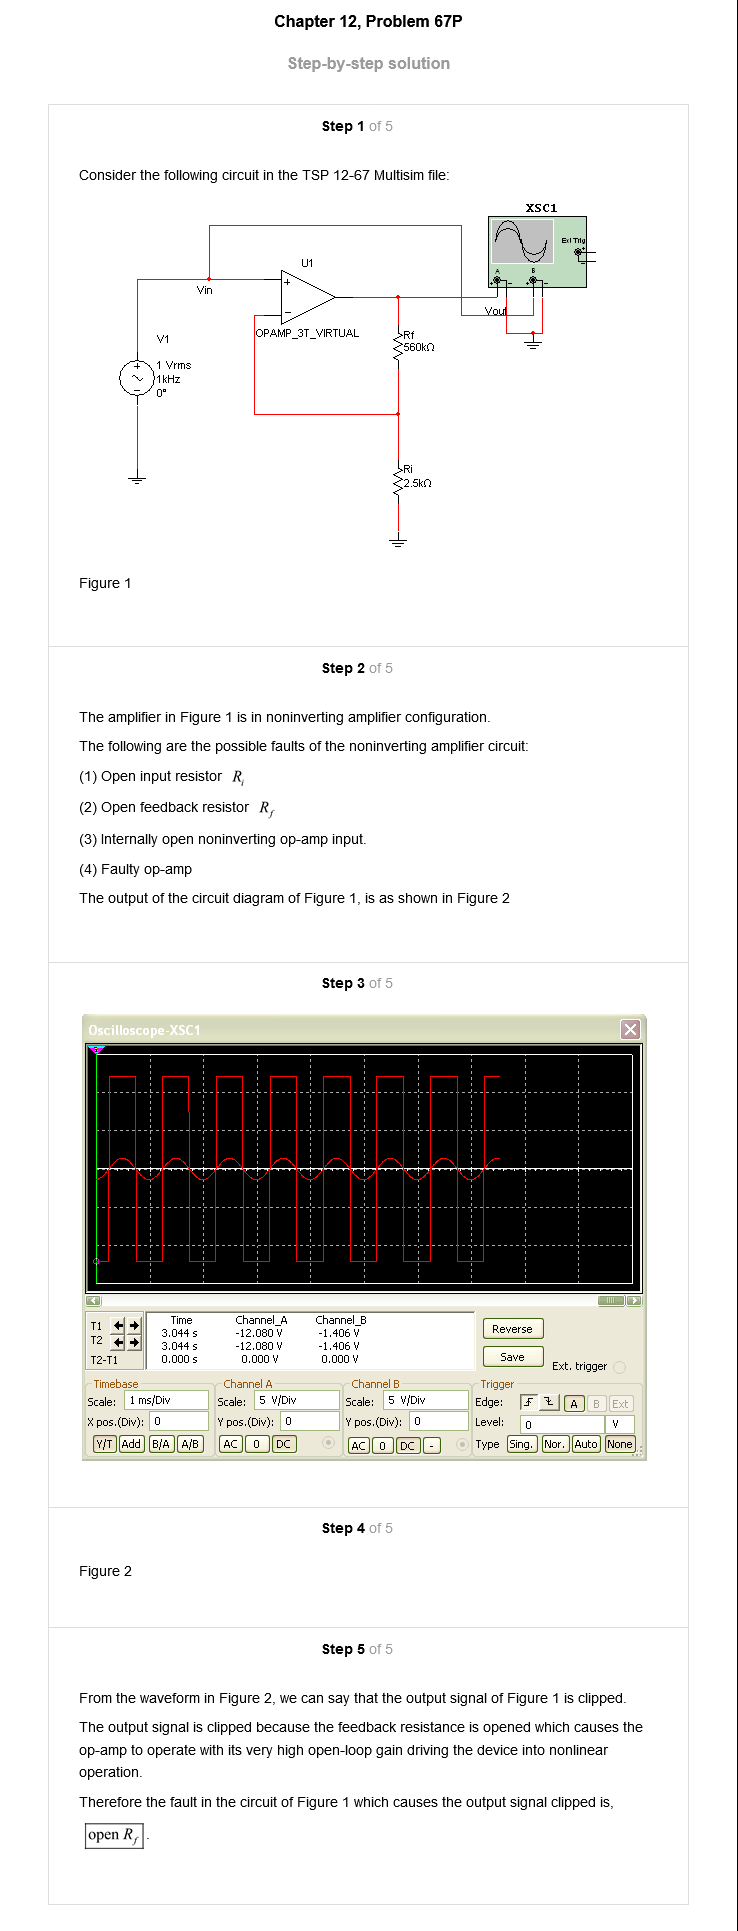 Chapter 12, Problem 67P
Step-by-step solution
Step 1 of 5
Consider the following circuit in the TSP 12-67 Multisim file:
XSC1
Ext Trig
A
B
U1
Vin
OPAMP_3T_VIRTUAL
Vout
V1
1 Vrms
1kHz
0°
Rf
560kΩ
Ri
2.5kΩ
Figure 1
Step 2 of 5
The amplifier in Figure 1 is in noninverting amplifier configuration.
The following are the possible faults of the noninverting amplifier circuit:
(1) Open input resistor R_i
(2) Open feedback resistor R_f
(3) Internally open noninverting op-amp input.
(4) Faulty op-amp
The output of the circuit diagram of Figure 1, is as shown in Figure 2
Step 3 of 5
Oscilloscope-XSC1
Time Channel_A Channel_B
T1 3.044 s -12.080 V -1.406 V
T2 3.044 s -12.080 V -1.406 V
T2-T1 0.000 s 0.000 V 0.000 V
Reverse
Save
Ext. trigger
Timebase Channel A Channel B Trigger
Scale: 1 ms/Div Scale: 5 V/Div Scale: 5 V/Div Edge: A B Ext
X pos.(Div): 0 Y pos.(Div): 0 Y pos.(Div): 0 Level: 0 V
Y/T Add B/A A/B AC 0 DC AC 0 DC - Type Sing. Nor. Auto None
Step 4 of 5
Figure 2
Step 5 of 5
From the waveform in Figure 2, we can say that the output signal of Figure 1 is clipped.
The output signal is clipped because the feedback resistance is opened which causes the
op-amp to operate with its very high open-loop gain driving the device into nonlinear
operation.
Therefore the fault in the circuit of Figure 1 which causes the output signal clipped is,
open R_f.